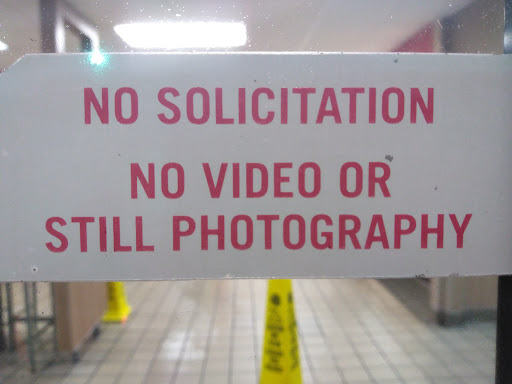 NO SOLICITATION
NO VIDEO OR
STILL PHOTOGRAPHY